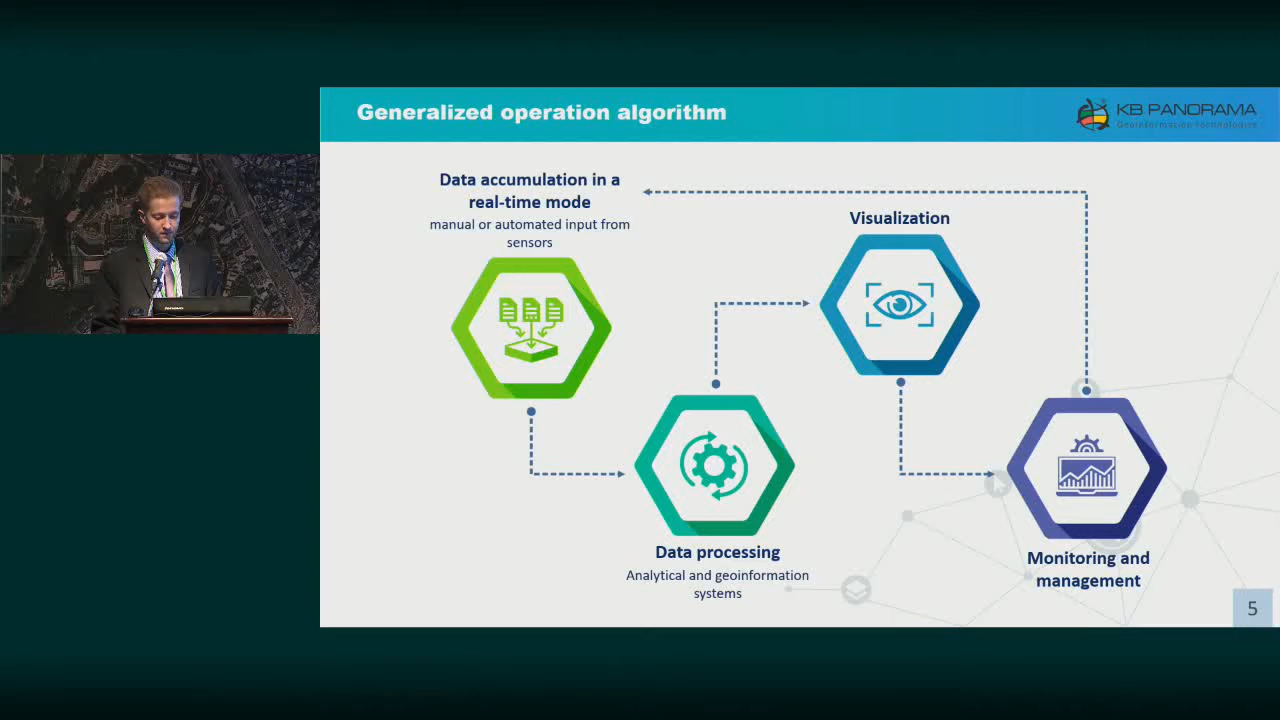 Generalized operation algorithm
KB PANORAMA
Geoinformation technologies
Data accumulation in a
real-time mode
manual or automated input from
sensors
Visualization
Data processing
Analytical and geoinformation
systems
Monitoring and
management
5